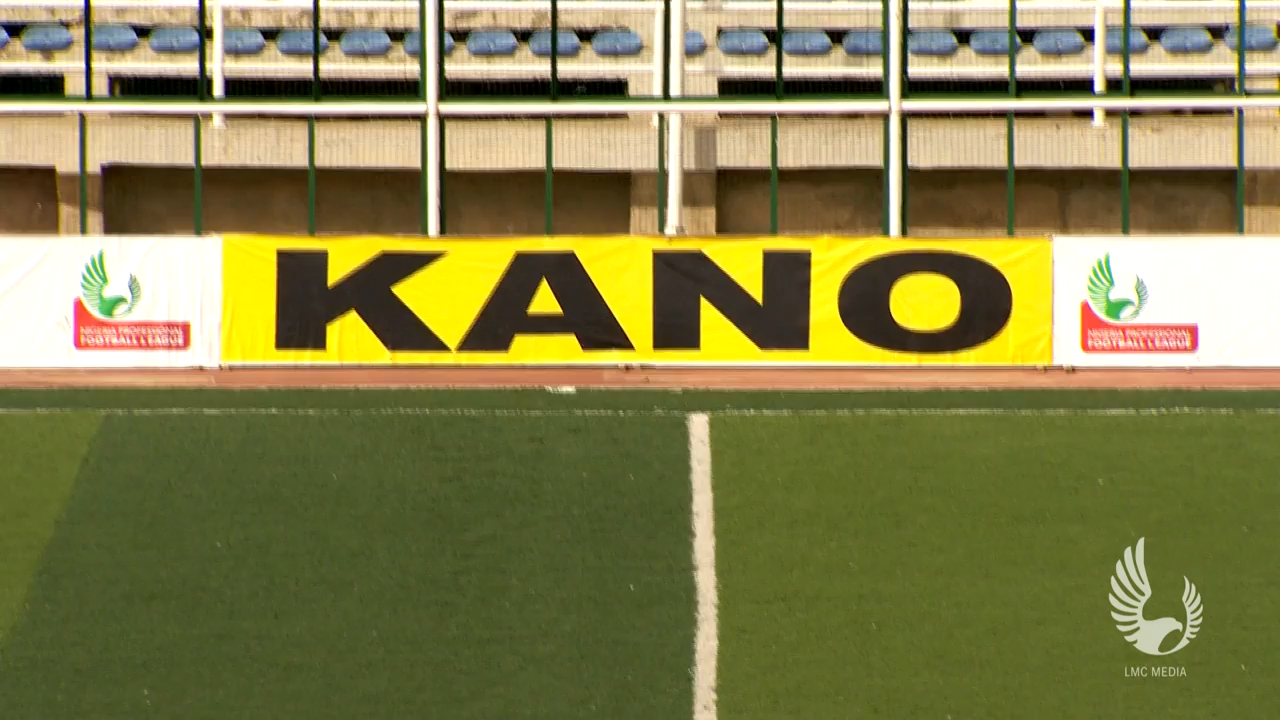 KANO
NIGERIA PROFESSIONAL
FOOTBALL LEAGUE
NIGERIA PROFESSIONAL
FOOTBALL LEAGUE
LMC MEDIA